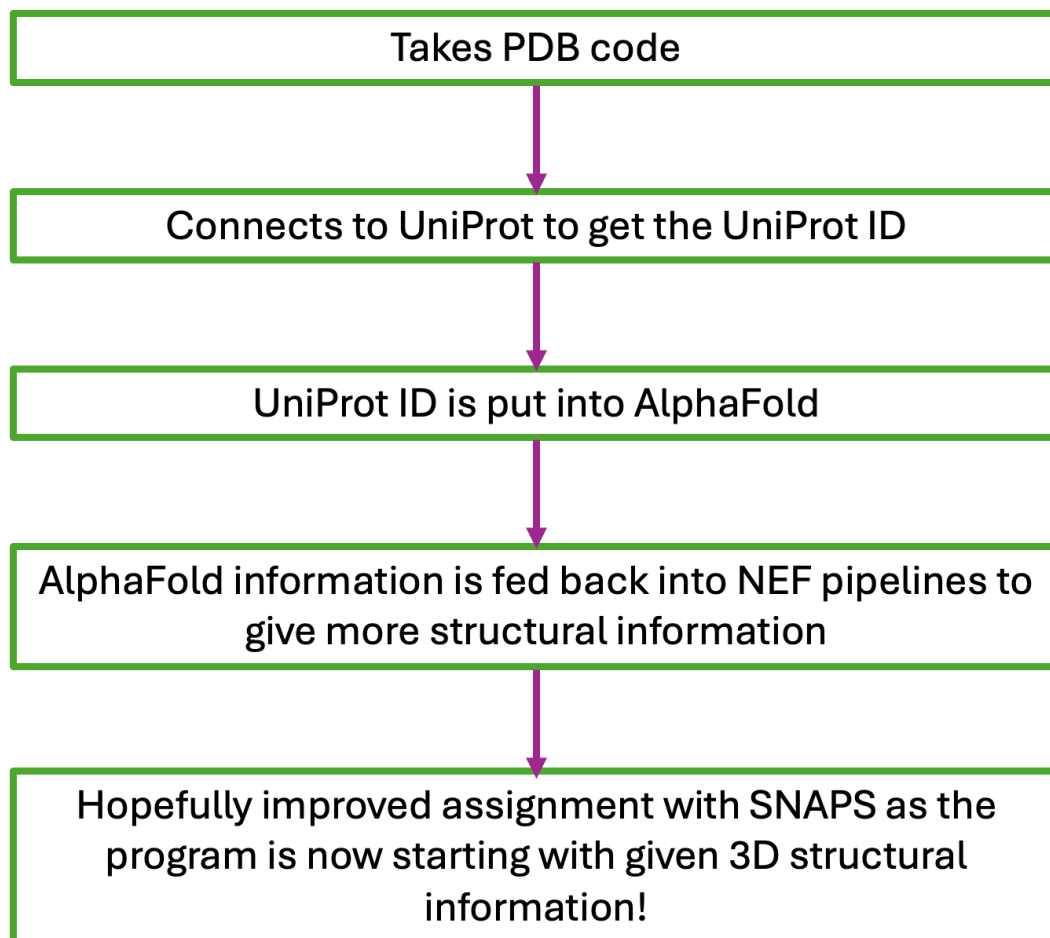 Takes PDB code
Connects to UniProt to get the UniProt ID
UniProt ID is put into AlphaFold
AlphaFold information is fed back into NEF pipelines to
give more structural information
Hopefully improved assignment with SNAPS as the
program is now starting with given 3D structural
information!